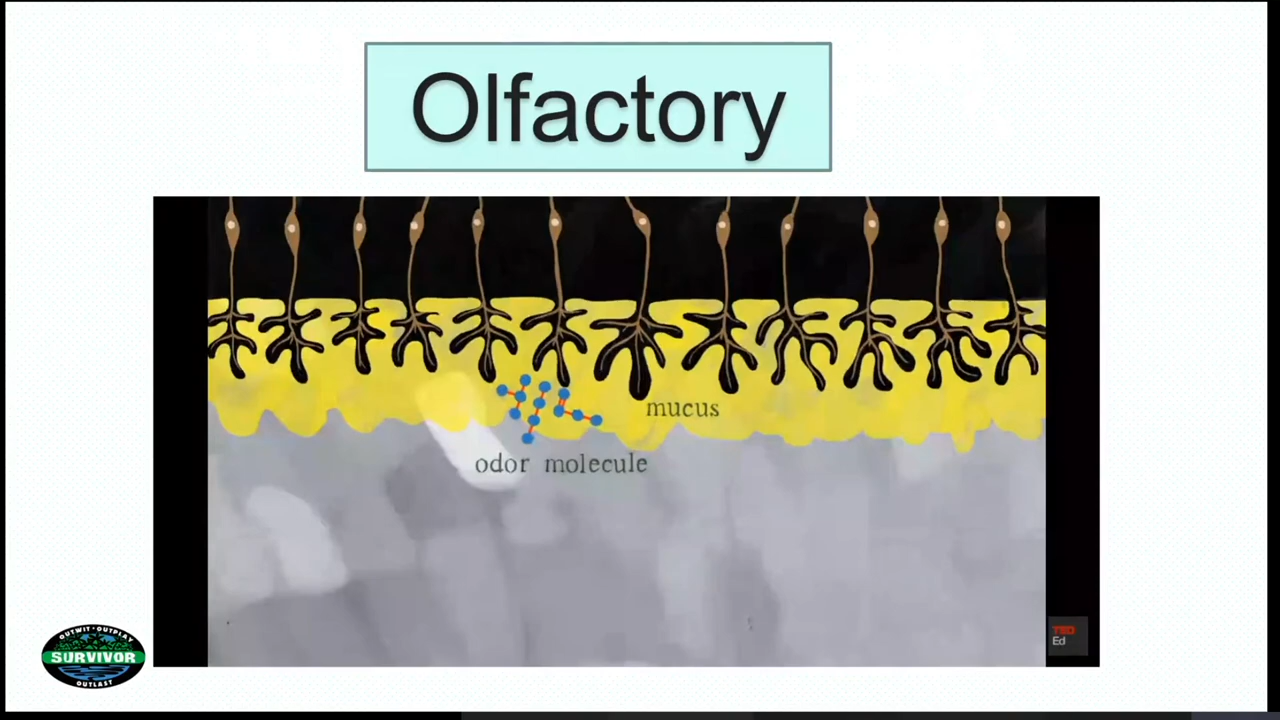 Olfactory
mucus
odor molecule
TED
Ed
OUTWIT • OUTPLAY
SURVIVOR
OUTLAST